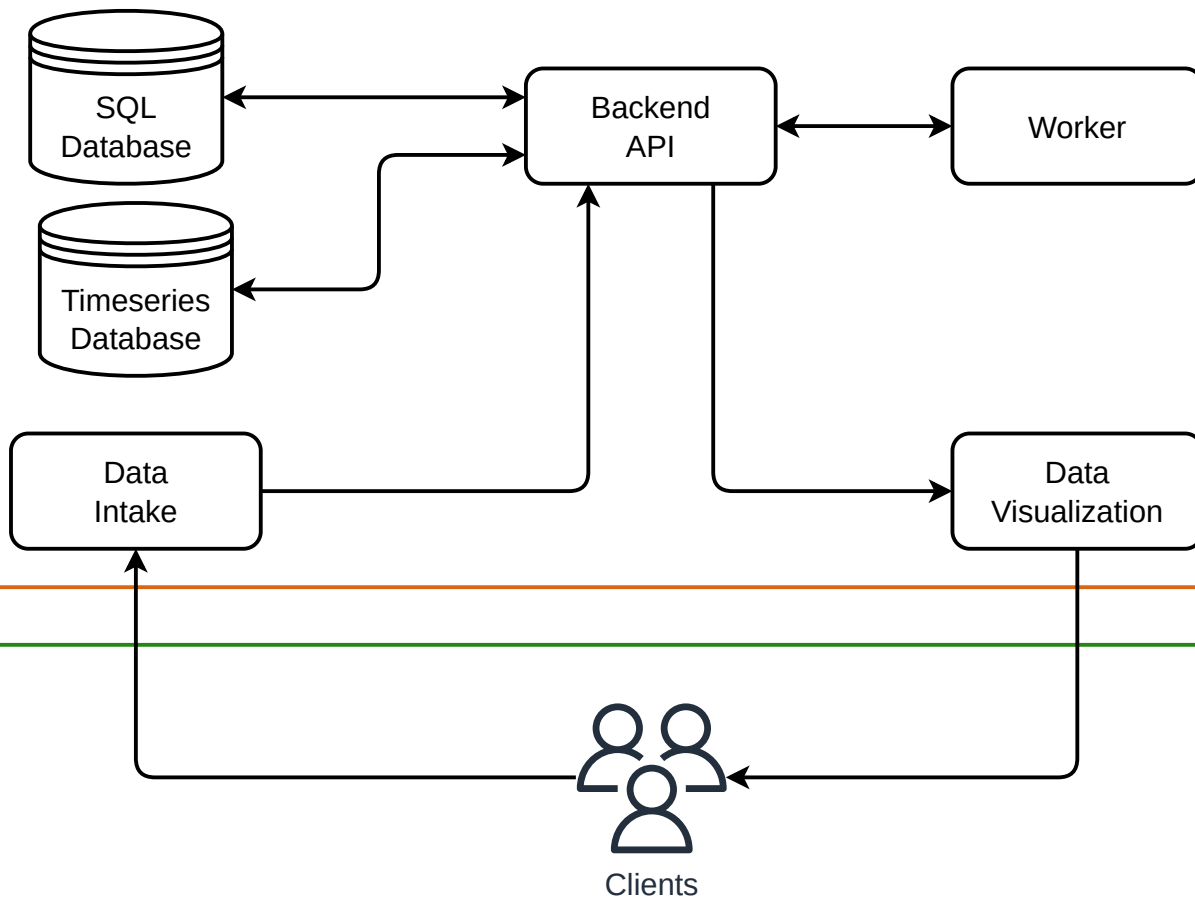 SQL
Database
Backend
API
Worker
Timeseries
Database
Data
Intake
Data
Visualization
Clients